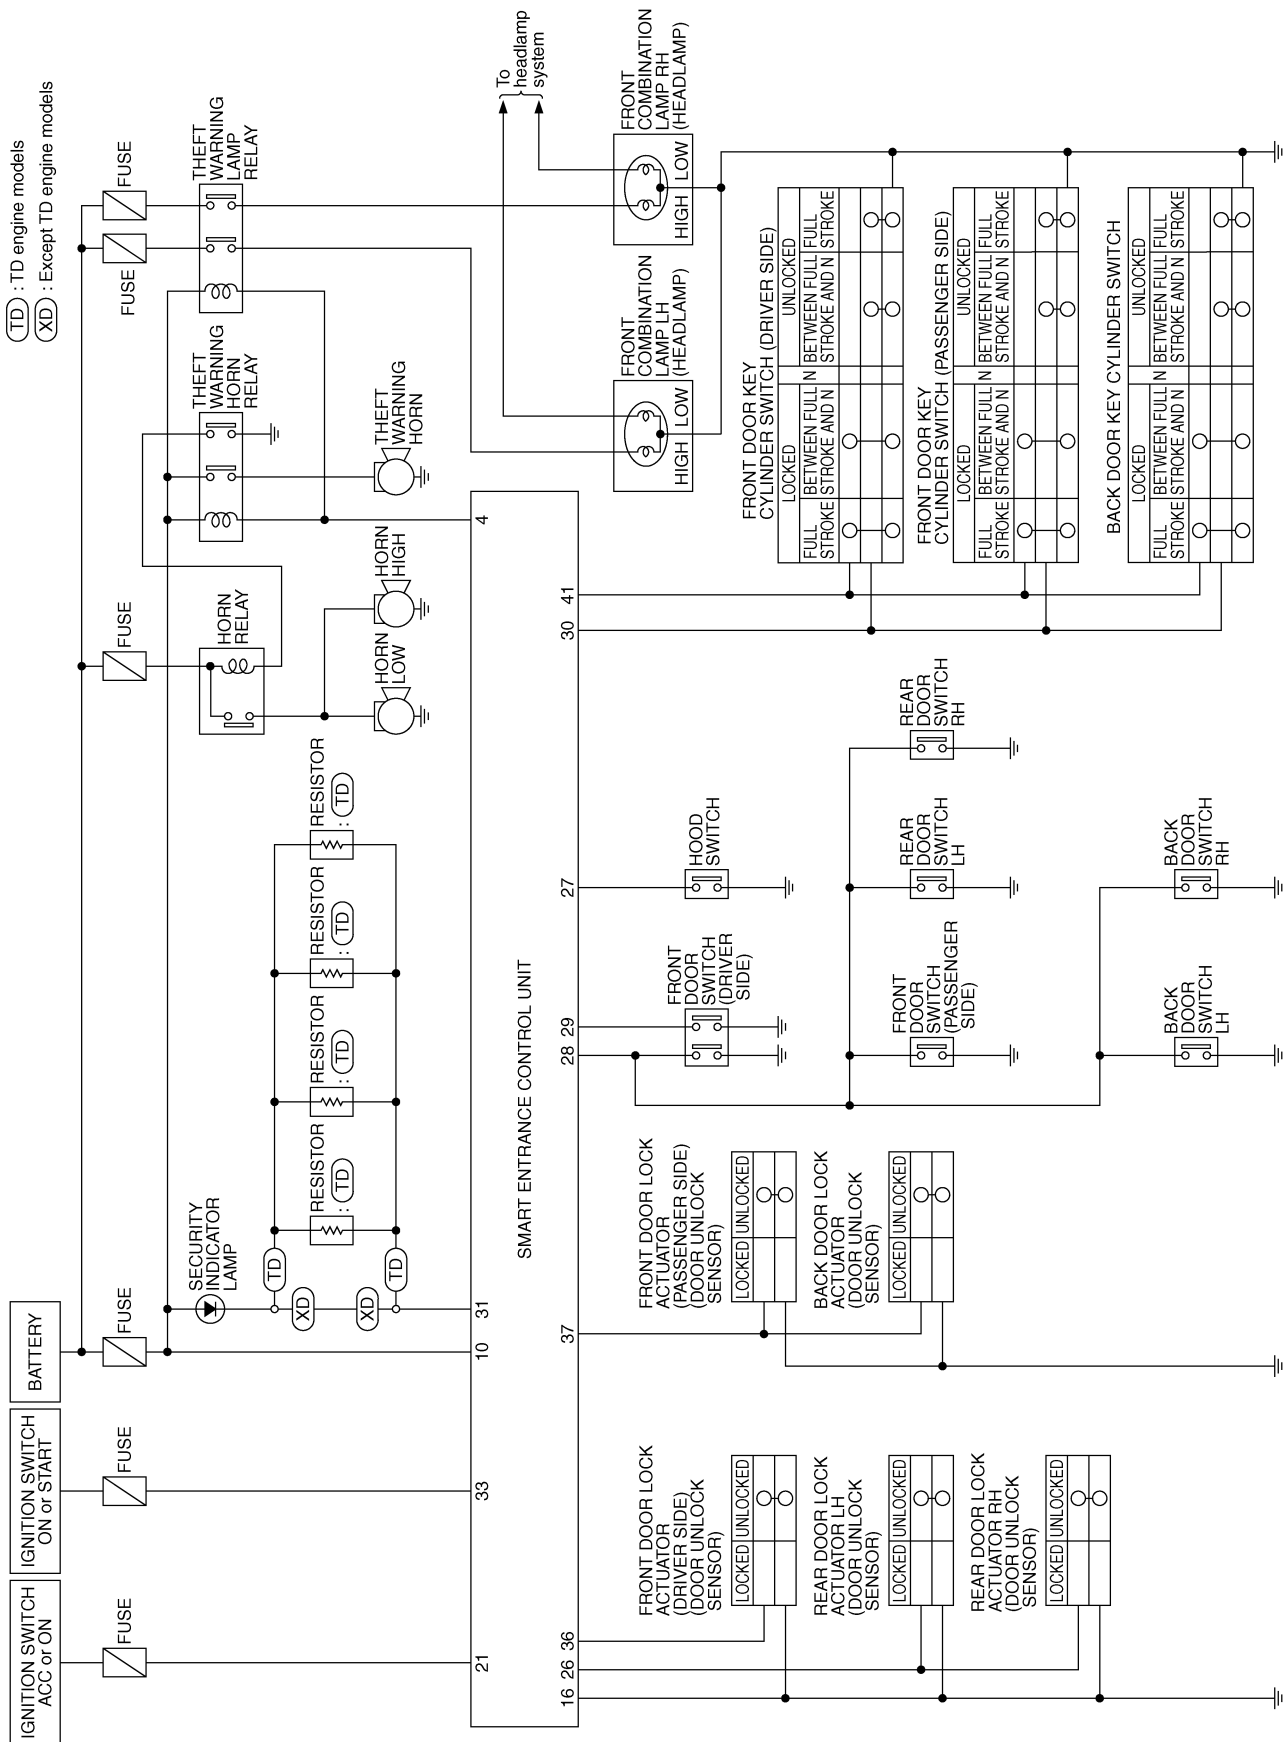 TD : TD engine models
XD : Except TD engine models
IGNITION SWITCH
ACC or ON
IGNITION SWITCH
ON or START
BATTERY
FUSE
FUSE
FUSE
FUSE
FUSE
FUSE
SECURITY
INDICATOR
LAMP
HORN
RELAY
THEFT
WARNING
HORN
RELAY
THEFT
WARNING
LAMP
RELAY
TD
XD
XD
TD
RESISTOR
: TD
RESISTOR
: TD
RESISTOR
: TD
RESISTOR
: TD
HORN
LOW
HORN
HIGH
THEFT
WARNING
HORN
To
headlamp
system
21
33
10
31
4
SMART ENTRANCE CONTROL UNIT
16
26
36
37
28
29
27
30
41
FRONT
COMBINATION
LAMP LH
(HEADLAMP)
HIGH
LOW
FRONT
COMBINATION
LAMP RH
(HEADLAMP)
HIGH
LOW
FRONT DOOR LOCK
ACTUATOR
(DRIVER SIDE)
(DOOR UNLOCK
SENSOR)
LOCKED
UNLOCKED
REAR DOOR LOCK
ACTUATOR LH
(DOOR UNLOCK
SENSOR)
LOCKED
UNLOCKED
REAR DOOR LOCK
ACTUATOR RH
(DOOR UNLOCK
SENSOR)
LOCKED
UNLOCKED
FRONT DOOR LOCK
ACTUATOR
(PASSENGER SIDE)
(DOOR UNLOCK
SENSOR)
LOCKED
UNLOCKED
BACK DOOR LOCK
ACTUATOR
(DOOR UNLOCK
SENSOR)
LOCKED
UNLOCKED
FRONT
DOOR
SWITCH
(DRIVER
SIDE)
HOOD
SWITCH
FRONT
DOOR
SWITCH
(PASSENGER
SIDE)
REAR
DOOR
SWITCH
LH
REAR
DOOR
SWITCH
RH
BACK
DOOR
SWITCH
LH
BACK
DOOR
SWITCH
RH
FRONT DOOR KEY
CYLINDER SWITCH (DRIVER SIDE)
LOCKED
UNLOCKED
FULL
STROKE
BETWEEN FULL
STROKE AND N
N
BETWEEN FULL
STROKE AND N
FULL
STROKE
FRONT DOOR KEY
CYLINDER SWITCH (PASSENGER SIDE)
LOCKED
UNLOCKED
FULL
STROKE
BETWEEN FULL
STROKE AND N
N
BETWEEN FULL
STROKE AND N
FULL
STROKE
BACK DOOR KEY CYLINDER SWITCH
LOCKED
UNLOCKED
FULL
STROKE
BETWEEN FULL
STROKE AND N
N
BETWEEN FULL
STROKE AND N
FULL
STROKE